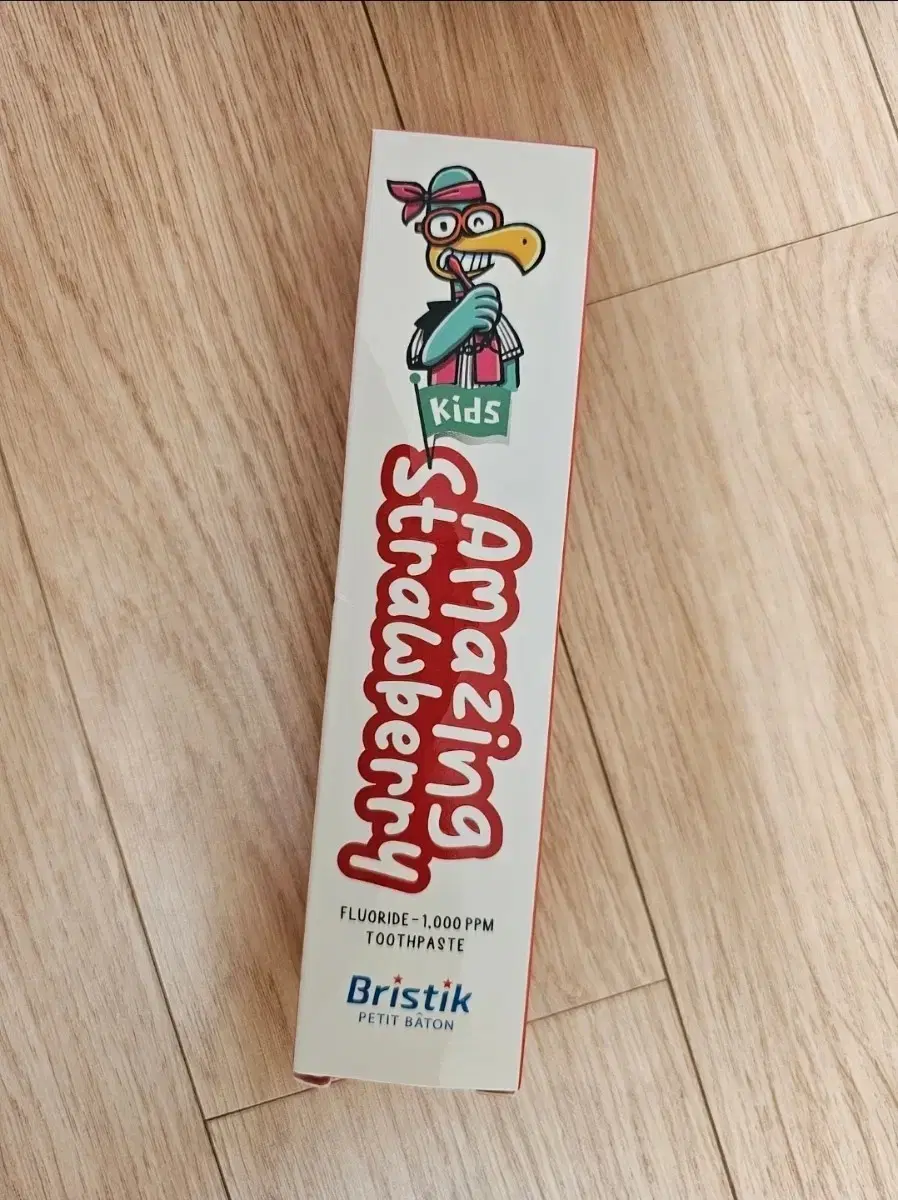 Kids
Amazing
Strawberry
FLUORIDE-1,000 PPM
TOOTHPASTE
Bristik
PETIT BÂTON